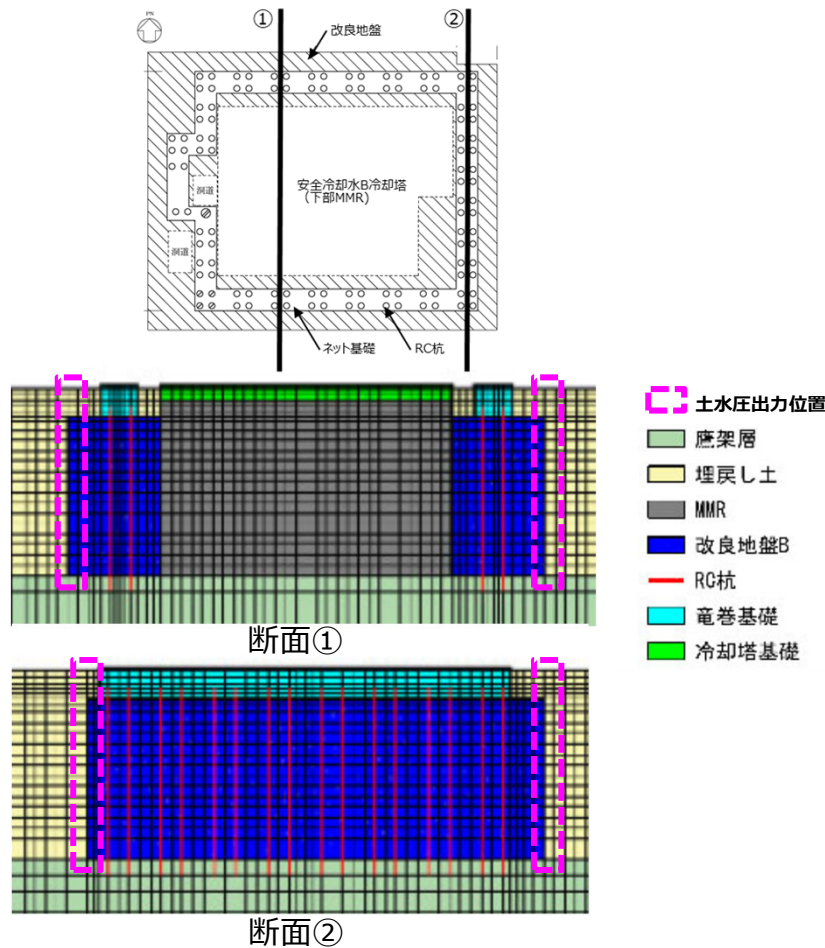 PN
①
②
改良地盤
安全冷却水B冷却塔
(下部MMR)
洞道
洞道
ネット基礎
RC杭
土水圧出力位置
鷹架層
埋戻し土
MMR
改良地盤B
RC杭
竜巻基礎
冷却塔基礎
断面①
断面②